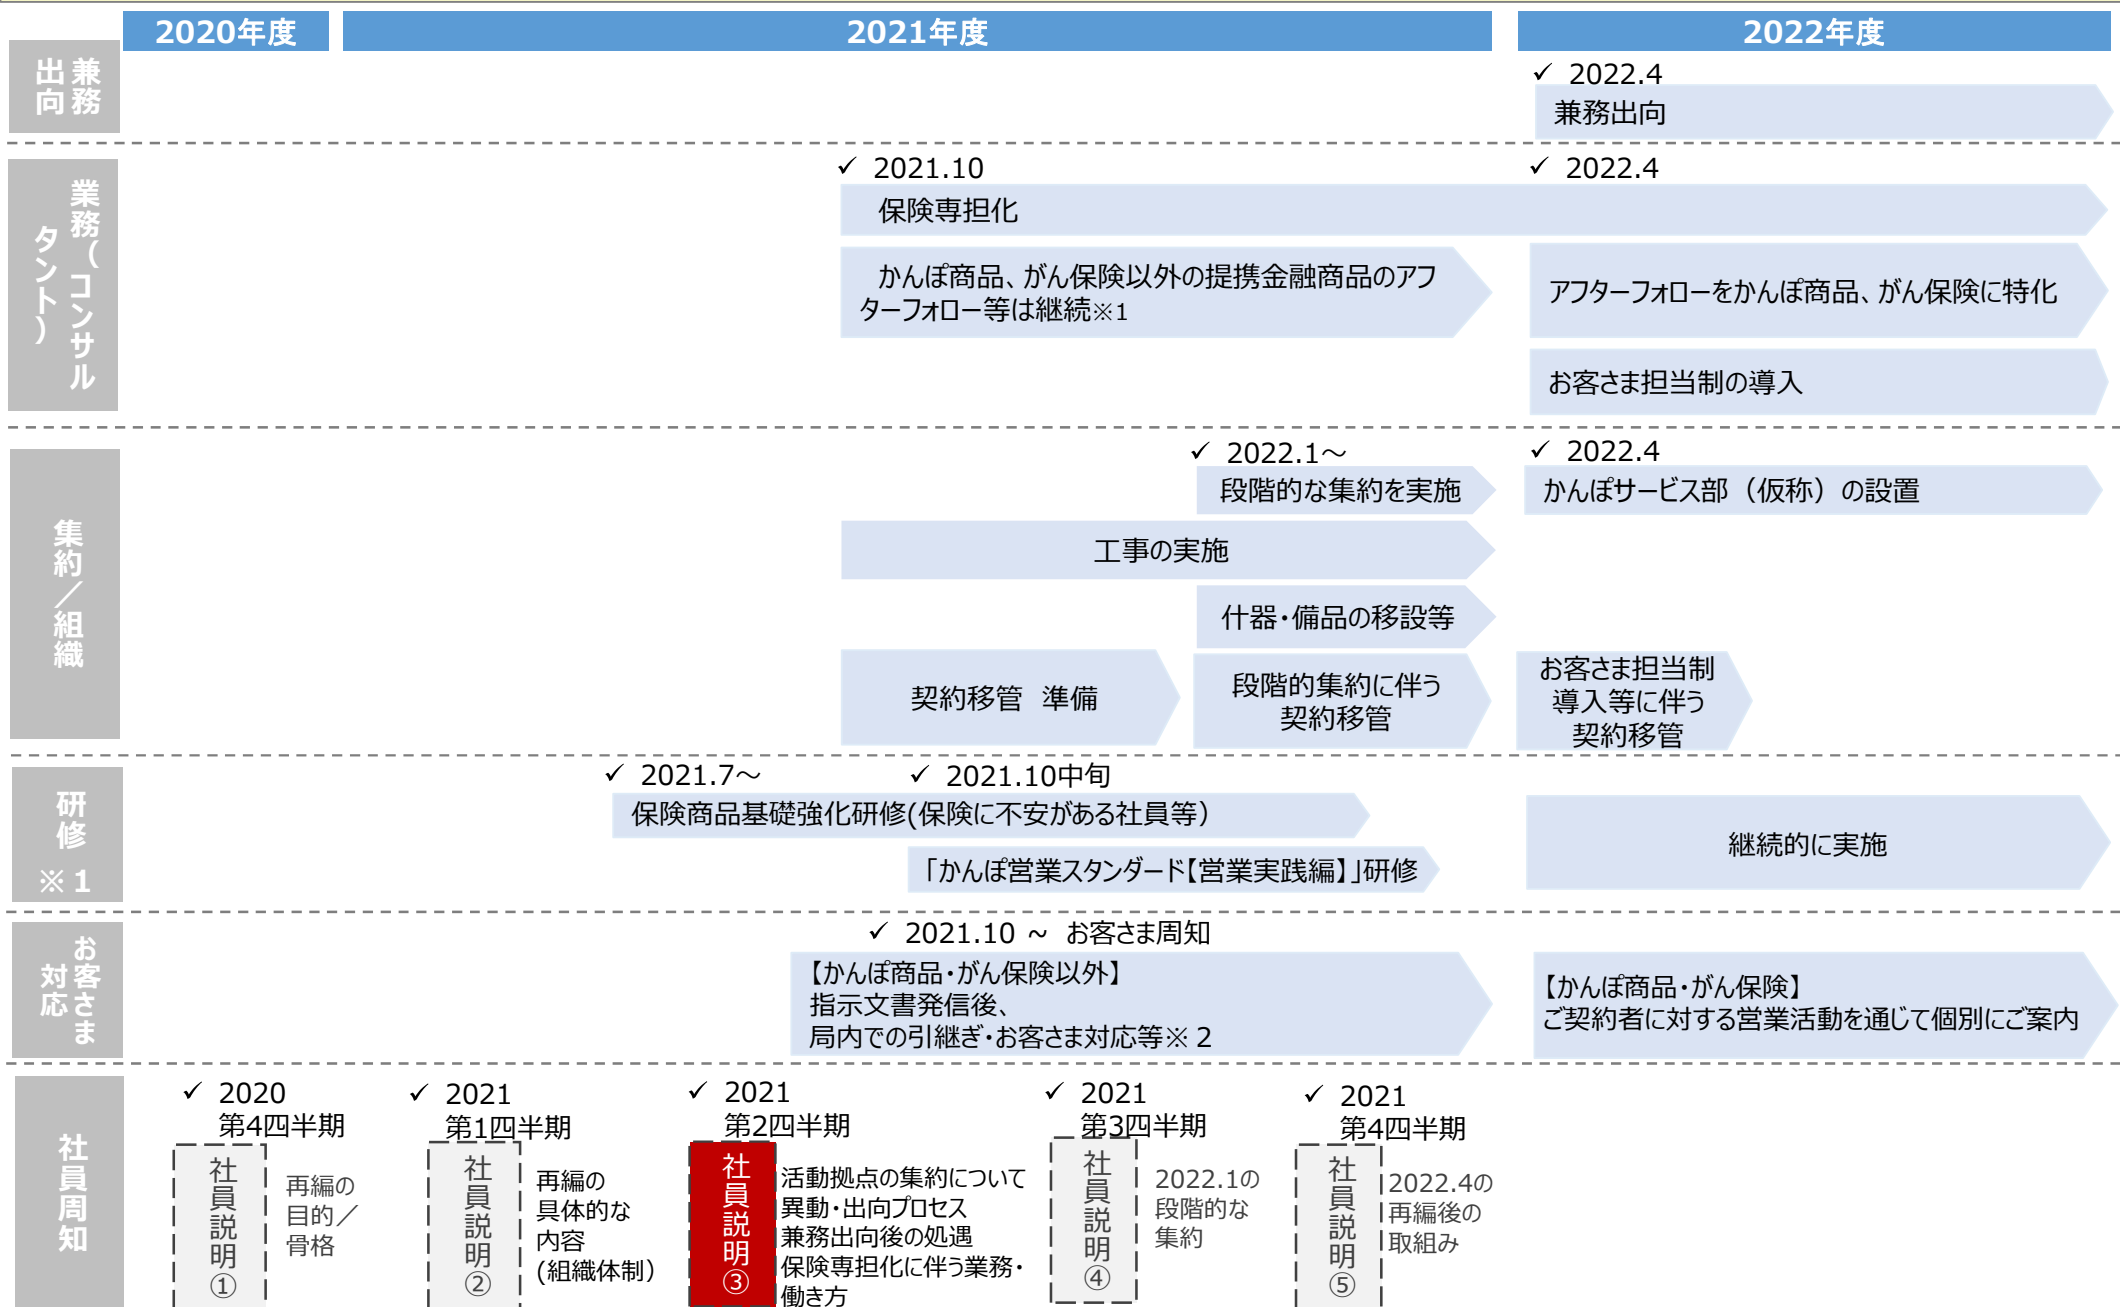 2020年度
2021年度
2022年度
兼務
出向
✓ 2022.4
兼務出向
業務（コンサル
タント）
✓ 2021.10
保険専担化
✓ 2022.4
かんぽ商品、がん保険以外の提携金融商品のアフ
ターフォロー等は継続※1
アフターフォローをかんぽ商品、がん保険に特化
お客さま担当制の導入
集約／組織
✓ 2022.1～
段階的な集約を実施
✓ 2022.4
かんぽサービス部（仮称）の設置
工事の実施
什器・備品の移設等
契約移管　準備
段階的集約に伴う
契約移管
お客さま担当制
導入等に伴う
契約移管
研修
※１
✓ 2021.7～
✓ 2021.10中旬
保険商品基礎強化研修(保険に不安がある社員等）
「かんぽ営業スタンダード【営業実践編】」研修
継続的に実施
お客さま
対応
✓ 2021.10 ~ お客さま周知
【かんぽ商品・がん保険以外】
指示文書発信後、
局内での引継ぎ・お客さま対応等※２
【かんぽ商品・がん保険】
ご契約者に対する営業活動を通じて個別にご案内
社員周知
✓ 2020
第4四半期
社員説明①
再編の
目的／
骨格
✓ 2021
第1四半期
社員説明②
再編の
具体的な
内容
(組織体制）
✓ 2021
第2四半期
社員説明③
活動拠点の集約について
異動・出向プロセス
兼務出向後の処遇
保険専担化に伴う業務・
働き方
✓ 2021
第3四半期
社員説明④
2022.1の
段階的な
集約
✓ 2021
第4四半期
社員説明⑤
2022.4の
再編後の
取組み